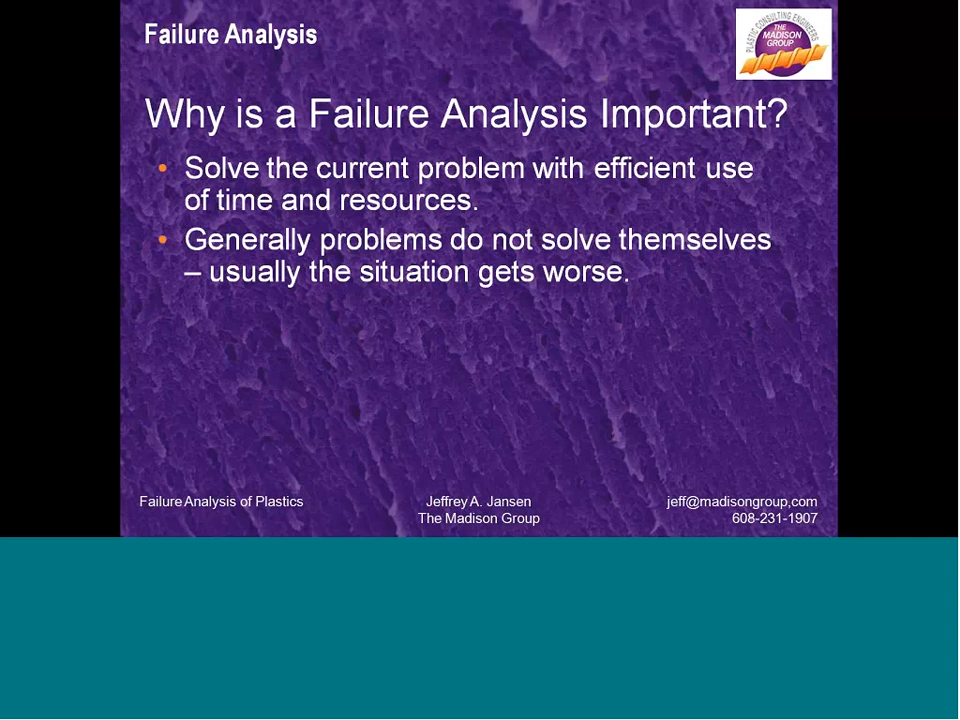 Failure Analysis
PLASTIC CONSULTING ENGINEERS
THE
MADISON
GROUP
Why is a Failure Analysis Important?
• Solve the current problem with efficient use
of time and resources.
• Generally problems do not solve themselves
– usually the situation gets worse.
Failure Analysis of Plastics
Jeffrey A. Jansen
The Madison Group
jeff@madisongroup,com
608-231-1907